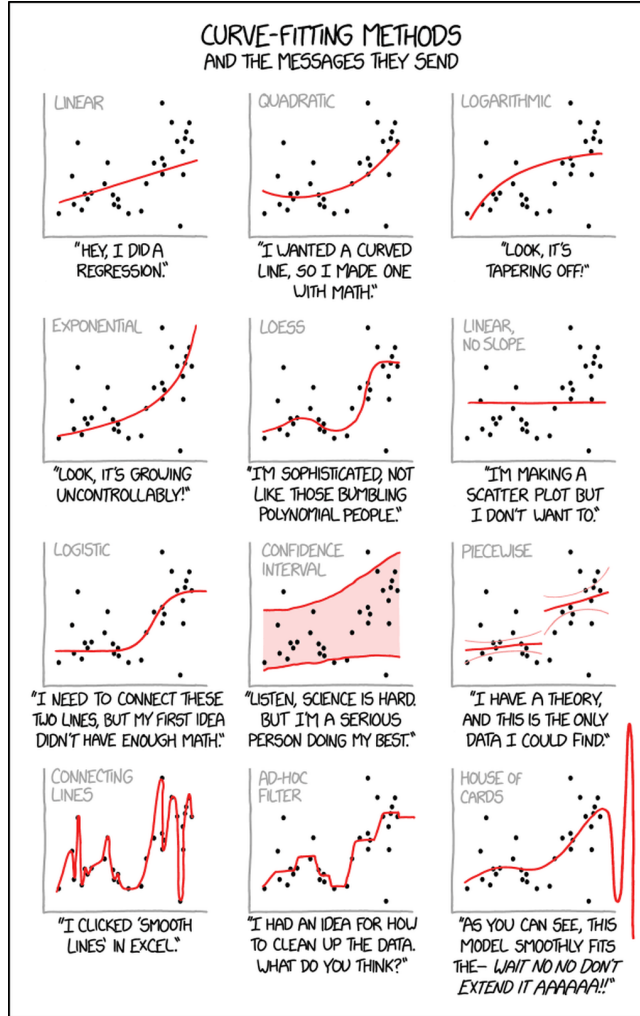 CURVE-FITTING METHODS
AND THE MESSAGES THEY SEND
LINEAR
"HEY, I DID A
REGRESSION."
QUADRATIC
"I WANTED A CURVED
LINE, SO I MADE ONE
WITH MATH."
LOGARITHMIC
"LOOK, IT'S
TAPERING OFF!"
EXPONENTIAL
"LOOK, IT'S GROWING
UNCONTROLLABLY!"
LOESS
"I'M SOPHISTICATED, NOT
LIKE THOSE BUMBLING
POLYNOMIAL PEOPLE."
LINEAR,
NO SLOPE
"I'M MAKING A
SCATTER PLOT BUT
I DON'T WANT TO."
LOGISTIC
"I NEED TO CONNECT THESE
TWO LINES, BUT MY FIRST IDEA
DIDN'T HAVE ENOUGH MATH."
CONFIDENCE
INTERVAL
"LISTEN, SCIENCE IS HARD.
BUT I'M A SERIOUS
PERSON DOING MY BEST."
PIECEWISE
"I HAVE A THEORY,
AND THIS IS THE ONLY
DATA I COULD FIND."
CONNECTING
LINES
"I CLICKED 'SMOOTH
LINES' IN EXCEL."
AD-HOC
FILTER
"I HAD AN IDEA FOR HOW
TO CLEAN UP THE DATA.
WHAT DO YOU THINK?"
HOUSE OF
CARDS
"AS YOU CAN SEE, THIS
MODEL SMOOTHLY FITS
THE- WAIT NO NO DON'T
EXTEND IT AAAAAA!!"